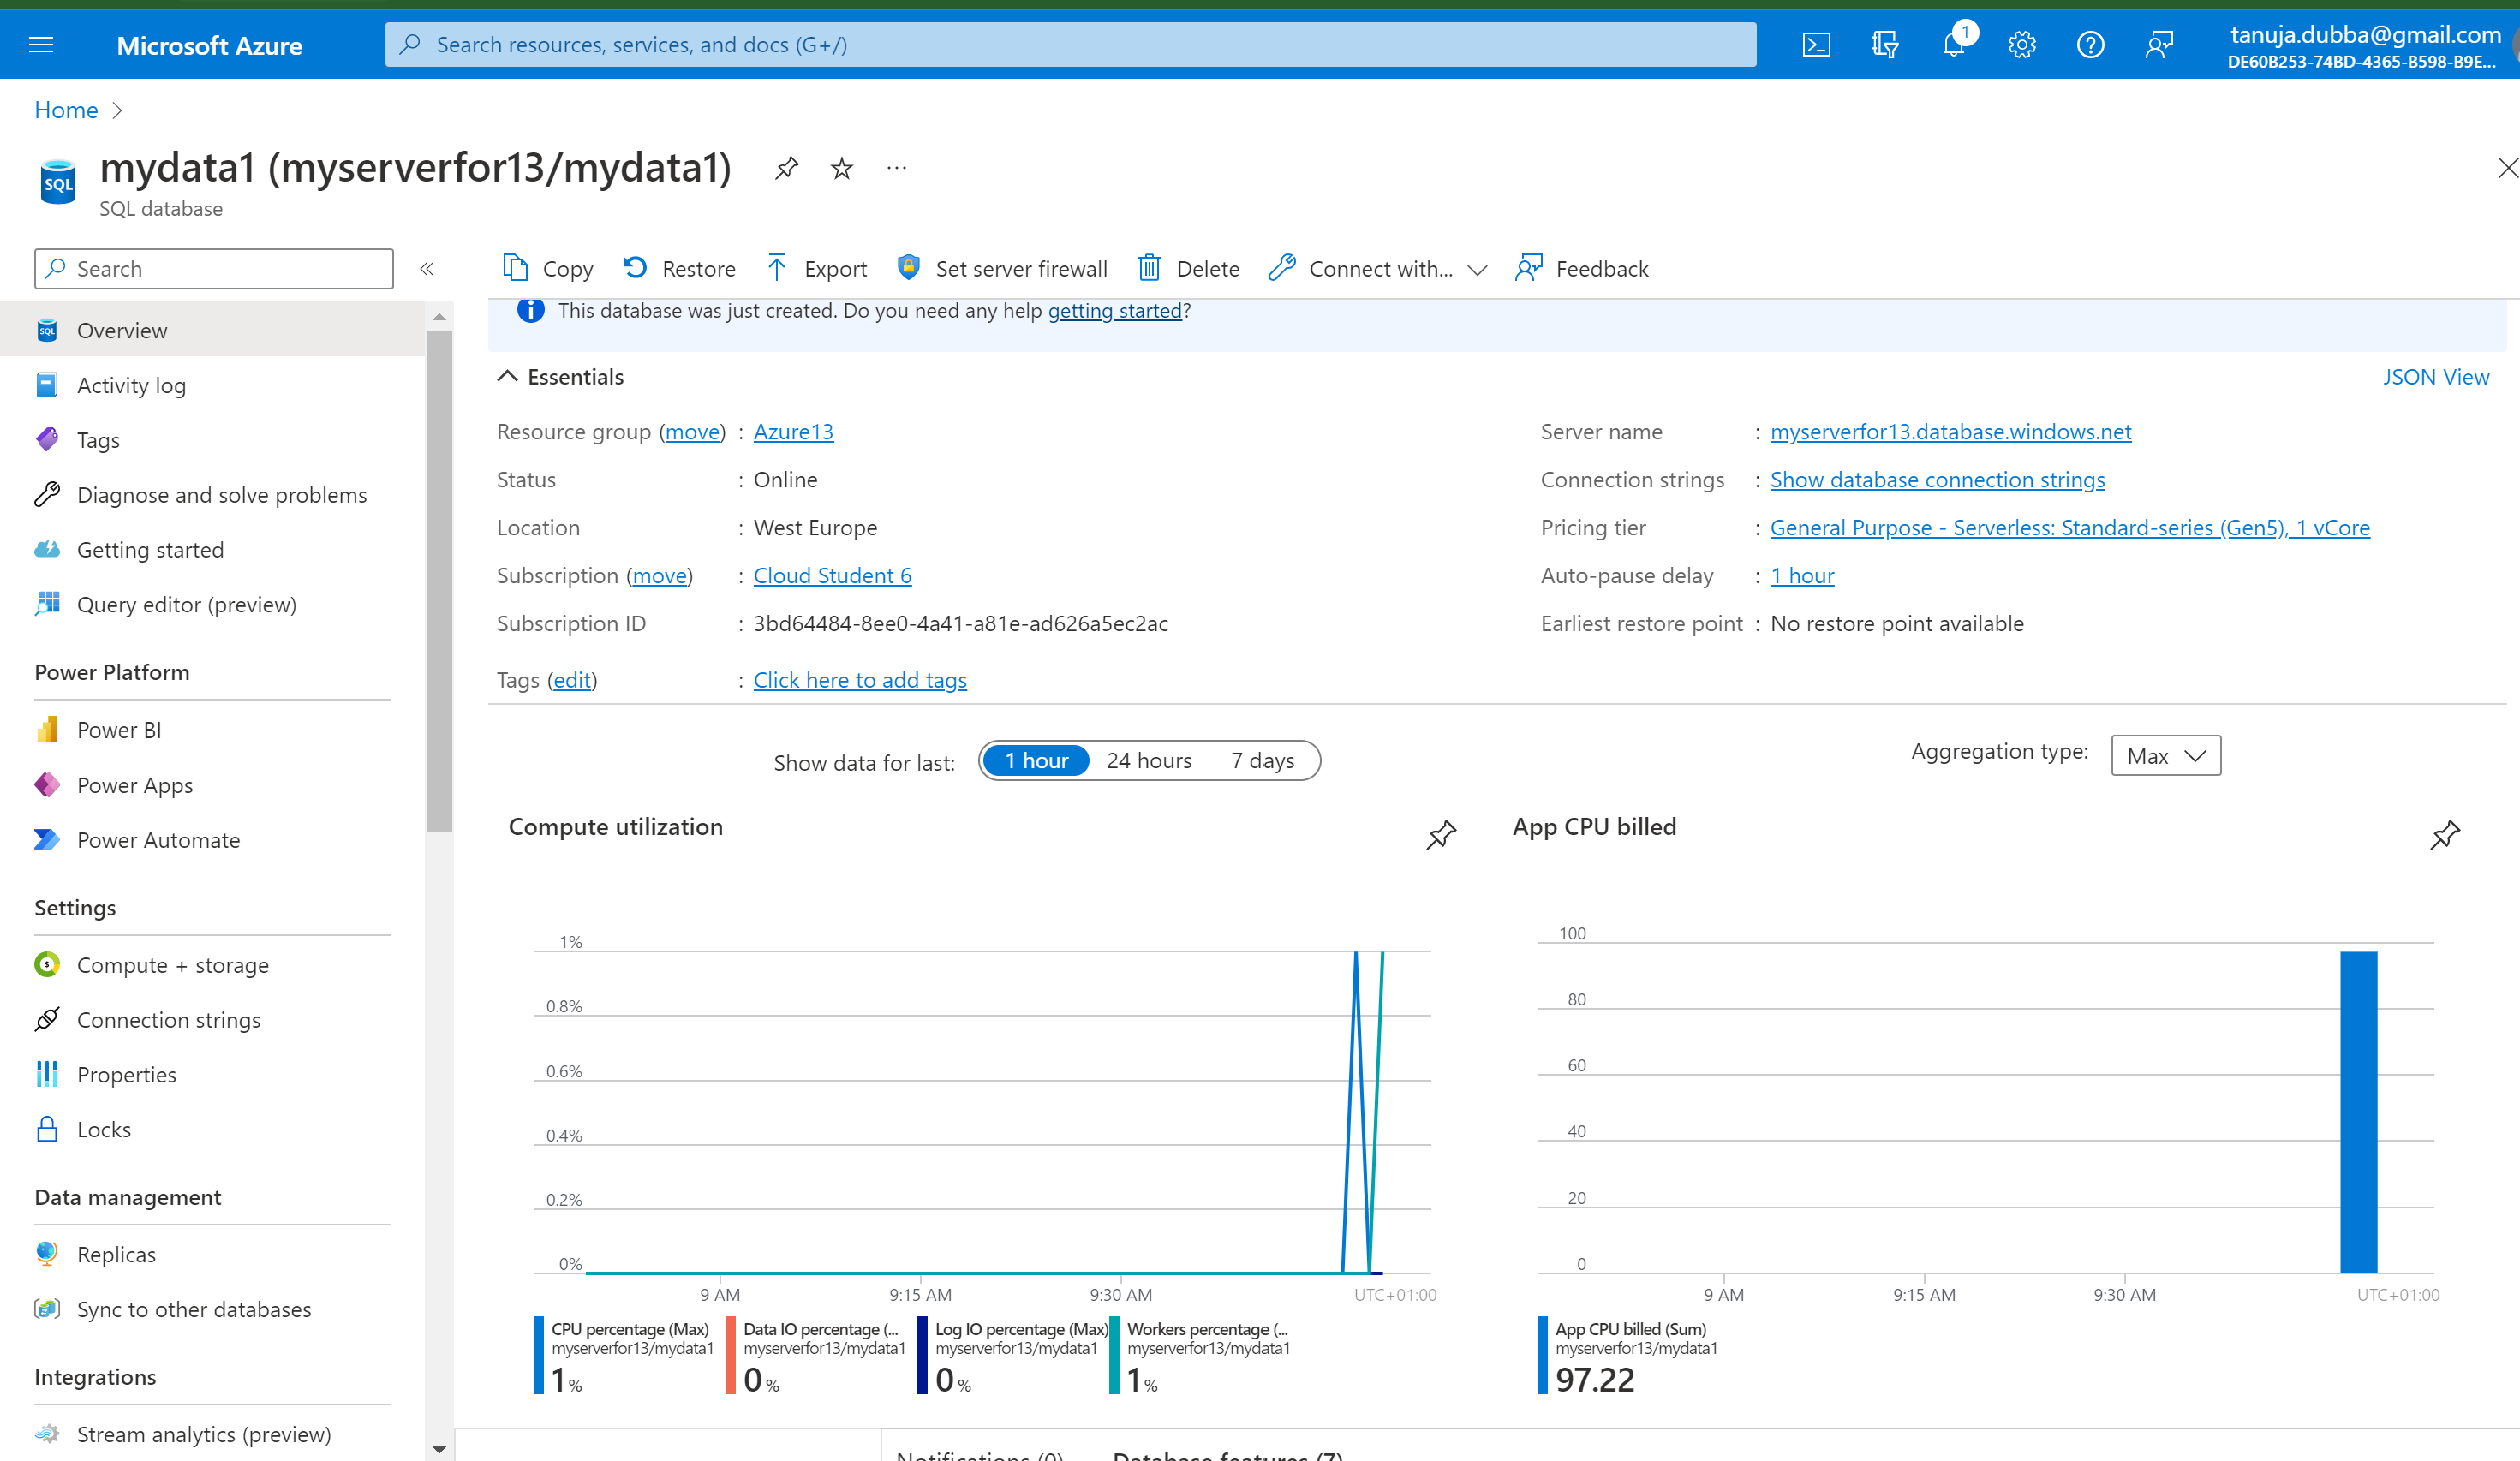 Microsoft Azure
Search resources, services, and docs (G+/)
1
tanuja.dubba@gmail.com
DE60B253-74BD-4365-B598-B9E...
Home
mydata1 (myserverfor13/mydata1)
SQL
SQL database
Search
Copy
Restore
Export
Set server firewall
Delete
Connect with...
Feedback
This database was just created. Do you need any help getting started?
Overview
Activity log
Tags
Diagnose and solve problems
Getting started
Query editor (preview)
Power Platform
Power BI
Power Apps
Power Automate
Settings
Compute + storage
Connection strings
Properties
Locks
Data management
Replicas
Sync to other databases
Integrations
Stream analytics (preview)
Essentials
JSON View
Resource group (move) : Azure13
Status : Online
Location : West Europe
Subscription (move) : Cloud Student 6
Subscription ID : 3bd64484-8ee0-4a41-a81e-ad626a5ec2ac
Tags (edit) : Click here to add tags
Server name : myserverfor13.database.windows.net
Connection strings : Show database connection strings
Pricing tier : General Purpose - Serverless: Standard-series (Gen5), 1 vCore
Auto-pause delay : 1 hour
Earliest restore point : No restore point available
Show data for last: 1 hour 24 hours 7 days
Aggregation type: Max
Compute utilization
1%
0.8%
0.6%
0.4%
0.2%
0%
9 AM 9:15 AM 9:30 AM UTC+01:00
CPU percentage (Max)
myserverfor13/mydata1
1 %
Data IO percentage (...
myserverfor13/mydata1
0 %
Log IO percentage (Max)
myserverfor13/mydata1
0 %
Workers percentage (...
myserverfor13/mydata1
1 %
App CPU billed
100
80
60
40
20
0
9 AM 9:15 AM 9:30 AM UTC+01:00
App CPU billed (Sum)
myserverfor13/mydata1
97.22
Notifications (0) Database features (7)